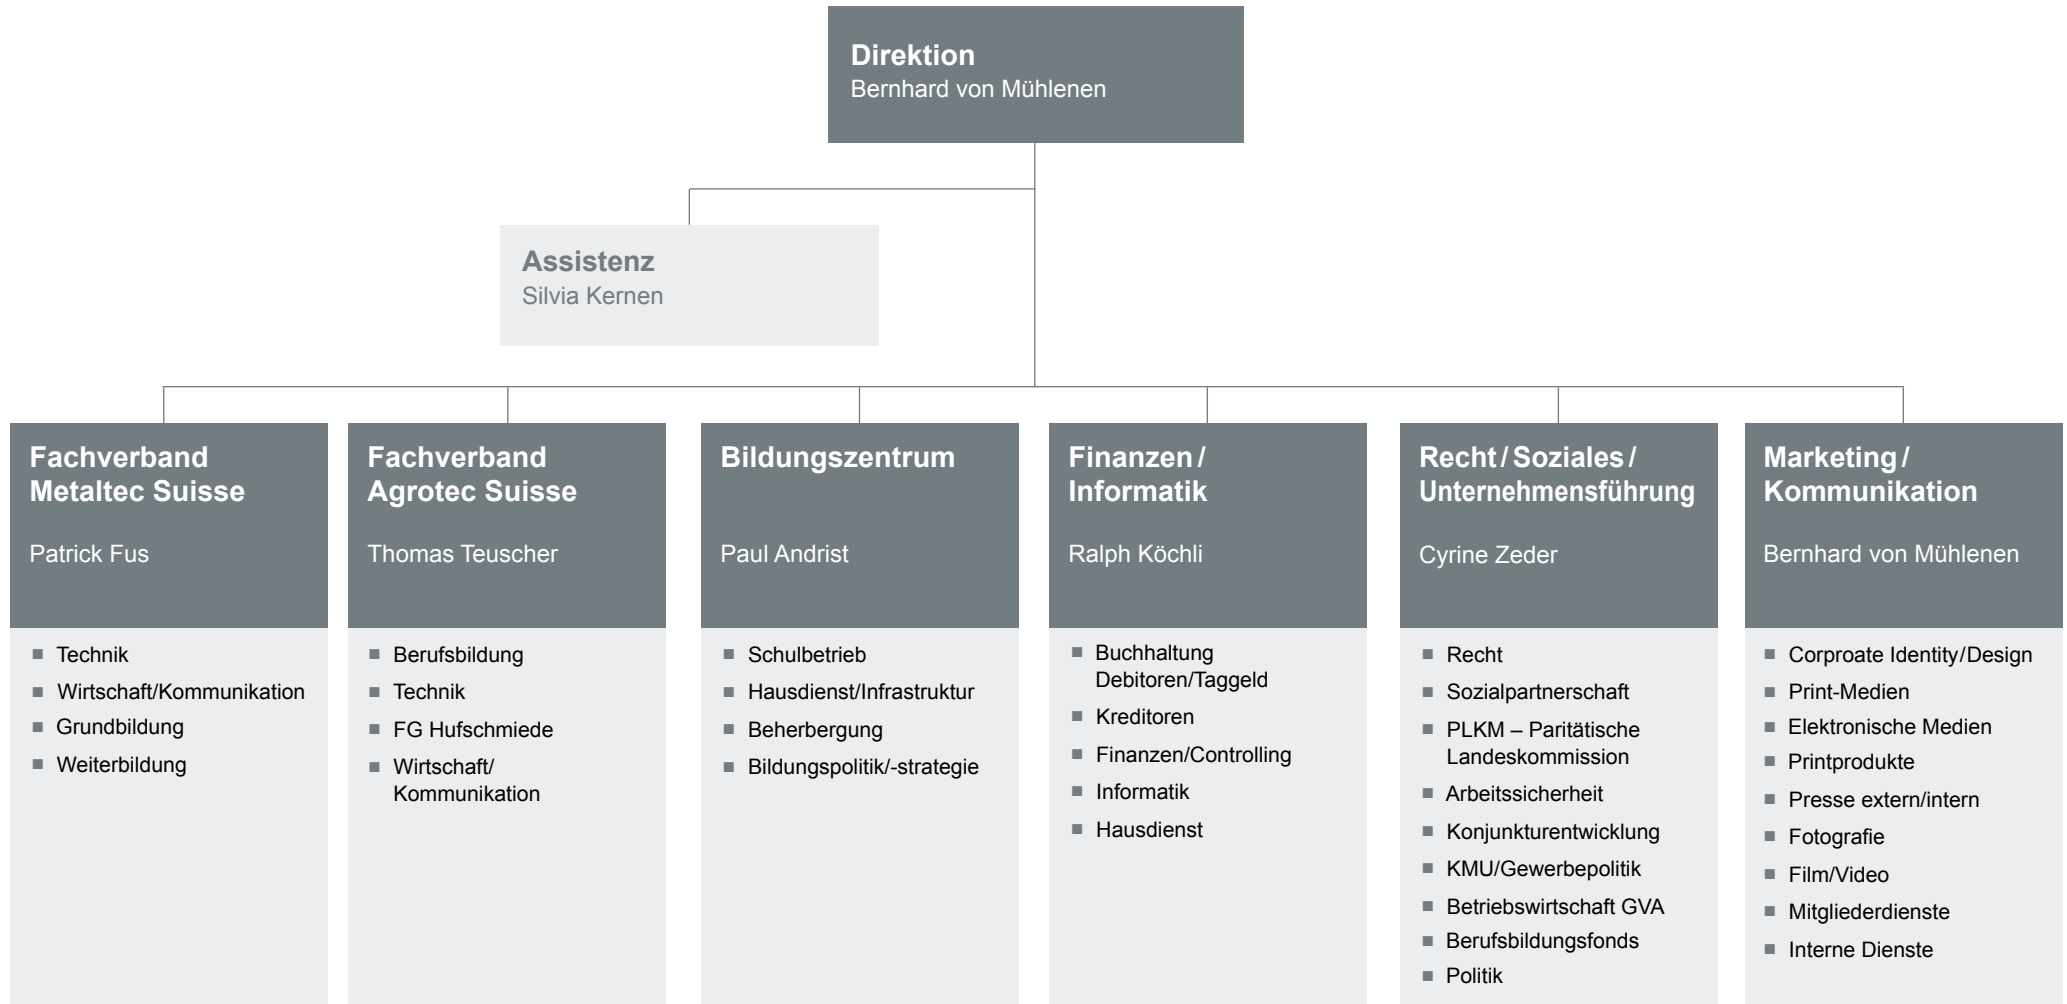 Direktion
Bernhard von Mühlenen
Assistenz
Silvia Kernen
Fachverband
Metaltec Suisse
Patrick Fus
■ Technik
■ Wirtschaft/Kommunikation
■ Grundbildung
■ Weiterbildung
Fachverband
Agrotec Suisse
Thomas Teuscher
■ Berufsbildung
■ Technik
■ FG Hufschmiede
■ Wirtschaft/
Kommunikation
Bildungszentrum
Paul Andrist
■ Schulbetrieb
■ Hausdienst/Infrastruktur
■ Beherbergung
■ Bildungspolitik/-strategie
Finanzen/
Informatik
Ralph Köchli
■ Buchhaltung
Debitoren/Taggeld
■ Kreditoren
■ Finanzen/Controlling
■ Informatik
■ Hausdienst
Recht/Soziales/
Unternehmensführung
Cyrine Zeder
■ Recht
■ Sozialpartnerschaft
■ PLKM – Paritätische
Landeskommission
■ Arbeitssicherheit
■ Konjunkturentwicklung
■ KMU/Gewerbepolitik
■ Betriebswirtschaft GVA
■ Berufsbildungsfonds
■ Politik
Marketing/
Kommunikation
Bernhard von Mühlenen
■ Corproate Identity/Design
■ Print-Medien
■ Elektronische Medien
■ Printprodukte
■ Presse extern/intern
■ Fotografie
■ Film/Video
■ Mitgliederdienste
■ Interne Dienste